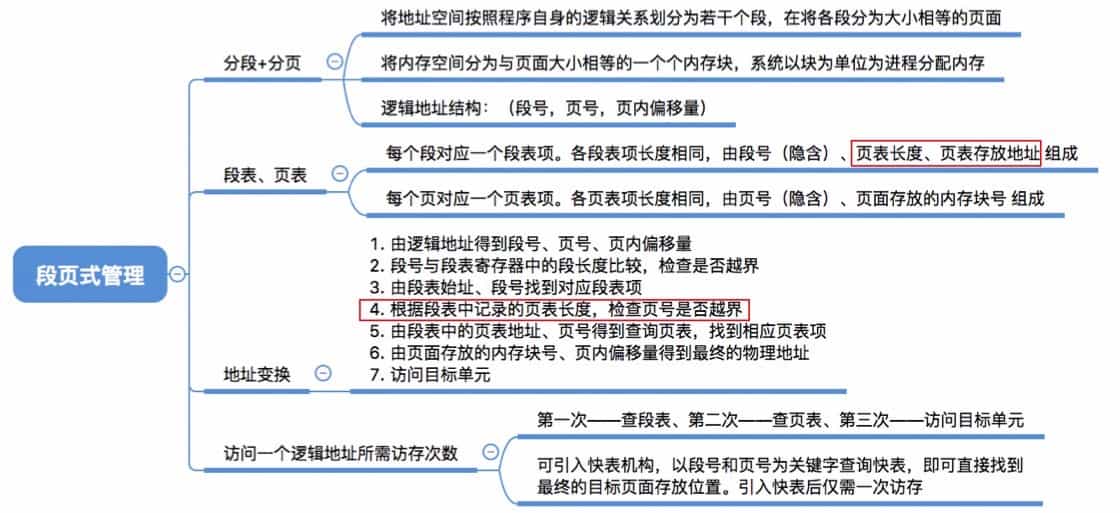 段页式管理
分段+分页
将地址空间按照程序自身的逻辑关系划分为若干个段，在将各段分为大小相等的页面
将内存空间分为与页面大小相等的一个个内存块，系统以块为单位为进程分配内存
逻辑地址结构：（段号，页号，页内偏移量）
段表、页表
每个段对应一个段表项。各段表项长度相同，由段号（隐含）、页表长度、页表存放地址 组成
每个页对应一个页表项。各页表项长度相同，由页号（隐含）、页面存放的内存块号 组成
地址变换
1. 由逻辑地址得到段号、页号、页内偏移量
2. 段号与段表寄存器中的段长度比较，检查是否越界
3. 由段表始址、段号找到对应段表项
4. 根据段表中记录的页表长度，检查页号是否越界
5. 由段表中的页表地址、页号得到查询页表，找到相应页表项
6. 由页面存放的内存块号、页内偏移量得到最终的物理地址
7. 访问目标单元
访问一个逻辑地址所需访存次数
第一次——查段表、第二次——查页表、第三次——访问目标单元
可引入快表机构，以段号和页号为关键字查询快表，即可直接找到
最终的目标页面存放位置。引入快表后仅需一次访存